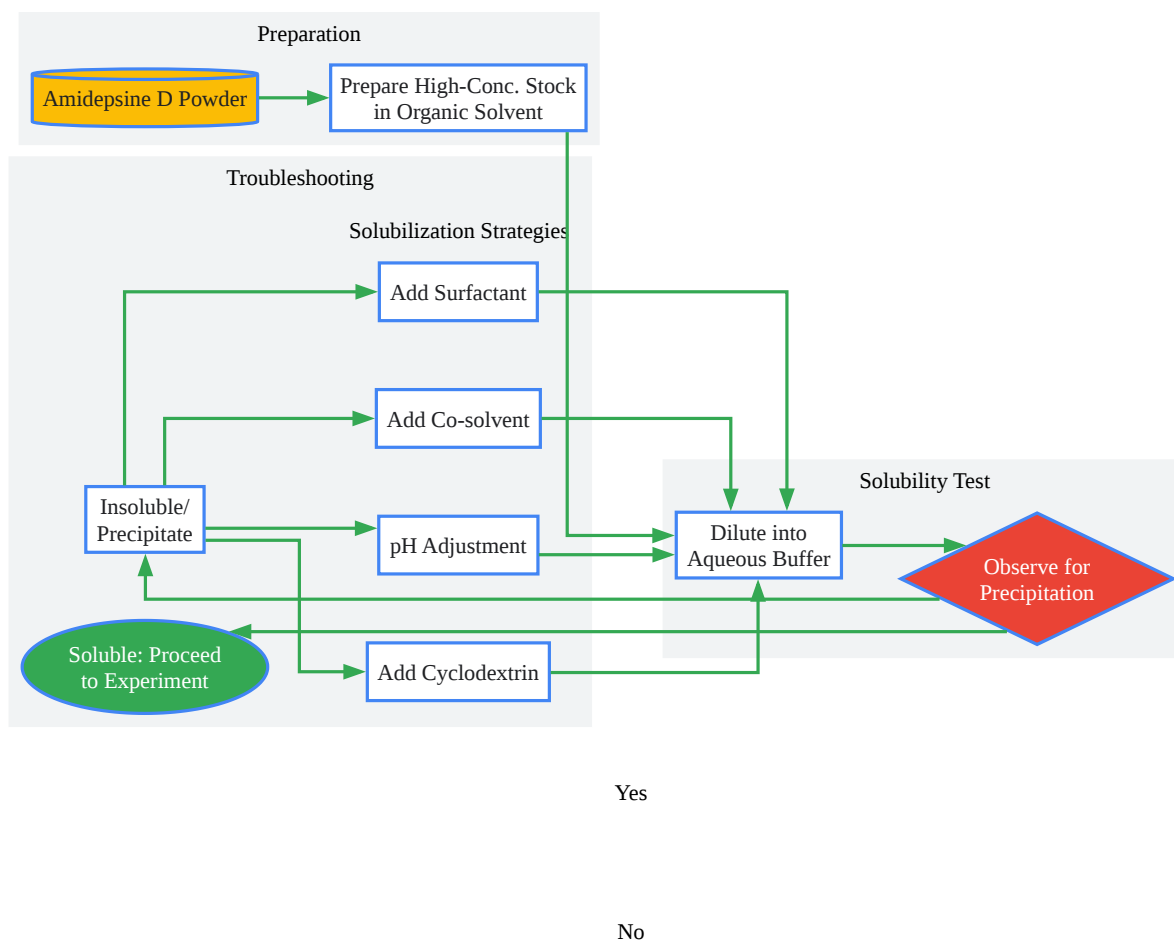 Preparation
Amidepsine D Powder
Prepare High-Conc. Stock
in Organic Solvent
Troubleshooting
Solubilization Strategies
Add Surfactant
Add Co-solvent
Solubility Test
Insoluble/
Precipitate
pH Adjustment
Dilute into
Aqueous Buffer
Observe for
Precipitation
Soluble: Proceed
to Experiment
Add Cyclodextrin
Yes
No